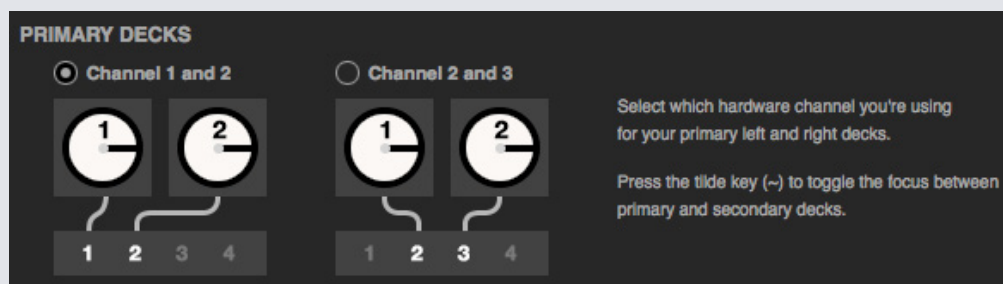 PRIMARY DECKS
Channel 1 and 2
Channel 2 and 3
1 2
1 2
1 2 3 4
1 2 3 4
Select which hardware channel you're using
for your primary left and right decks.
Press the tilde key (~) to toggle the focus between
primary and secondary decks.